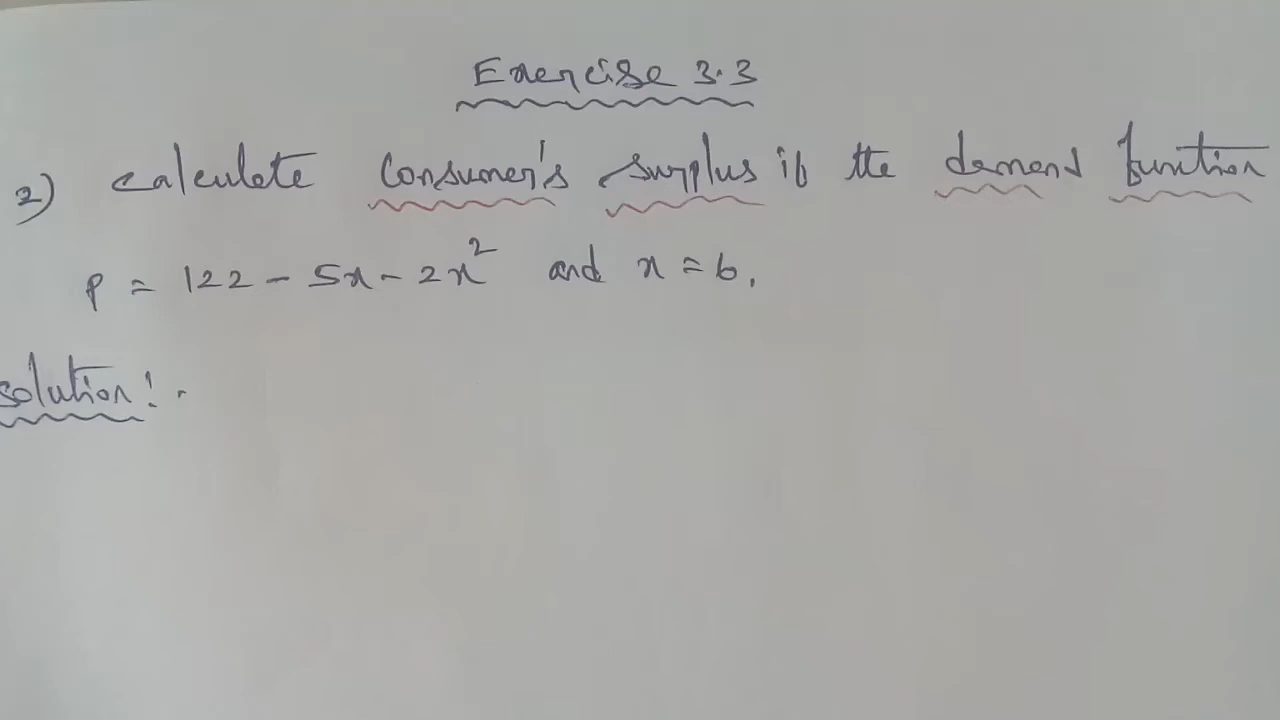 Exercise 3.3
2) Calculate Consumer's surplus if the demand function
P = 122 - 5x - 2x² and x = 6.
Solution: -